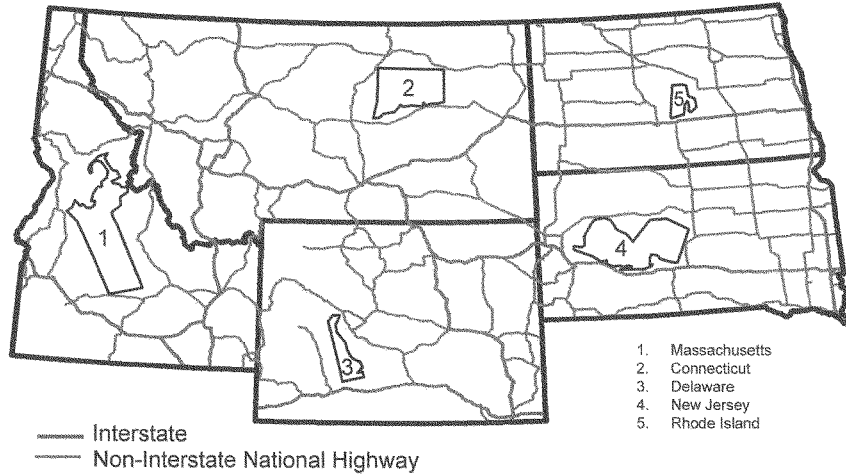 2
5
1
4
3
1. Massachusetts
2. Connecticut
3. Delaware
4. New Jersey
5. Rhode Island
Interstate
Non-Interstate National Highway